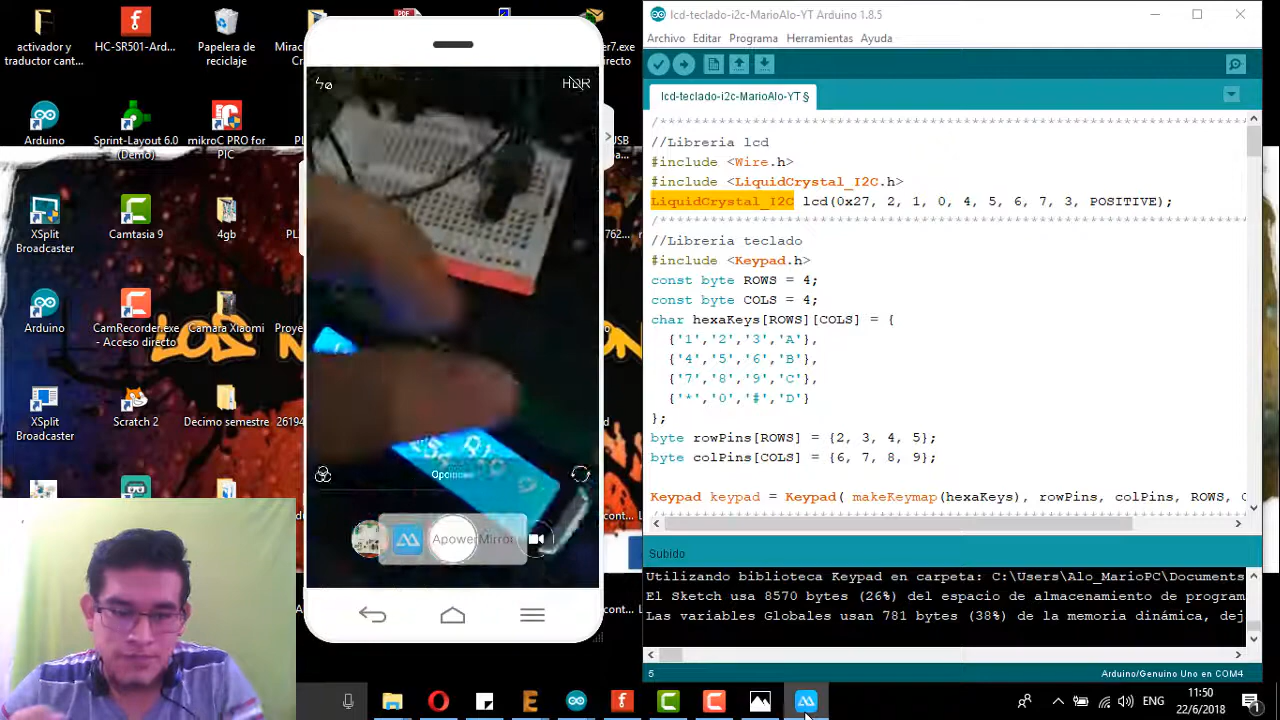 activador y
traductor cant...
HC-SR501-Ard...
Papelera de
reciclaje
Arduino
Sprint-Layout 6.0
(Demo)
mikroC PRO for
PIC
XSplit
Broadcaster
Camtasia 9
4gb
Arduino
CamRecorder.exe
- Acceso directo
Camara Xiaomi
XSplit
Broadcaster
Scratch 2
Decimo semestre
HDR
Opciones
ApowerMirror
lcd-teclado-i2c-MarioAlo-YT Arduino 1.8.5
Archivo Editar Programa Herramientas Ayuda
lcd-teclado-i2c-MarioAlo-YT §
//Libreria lcd
#include <Wire.h>
#include <LiquidCrystal_I2C.h>
LiquidCrystal_I2C lcd(0x27, 2, 1, 0, 4, 5, 6, 7, 3, POSITIVE);
//Libreria teclado
#include <Keypad.h>
const byte ROWS = 4;
const byte COLS = 4;
char hexaKeys[ROWS][COLS] = {
{'1','2','3','A'},
{'4','5','6','B'},
{'7','8','9','C'},
{'*','0','#','D'}
};
byte rowPins[ROWS] = {2, 3, 4, 5};
byte colPins[COLS] = {6, 7, 8, 9};
Keypad keypad = Keypad( makeKeymap(hexaKeys), rowPins, colPins, ROWS,
Subido
Utilizando biblioteca Keypad en carpeta: C:\Users\Alo_MarioPC\Documents
El Sketch usa 8570 bytes (26%) del espacio de almacenamiento de program
Las variables Globales usan 781 bytes (38%) de la memoria dinámica, dej
5
Arduino/Genuino Uno en COM4
ENG
11:50
22/6/2018